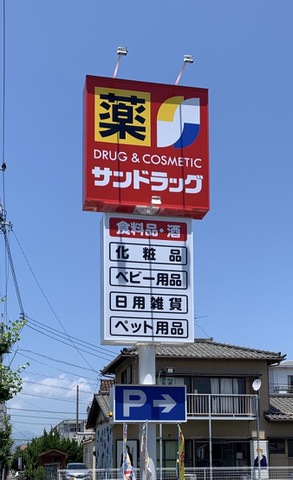 薬
DRUG & COSMETIC
サンドラッグ
食料品・酒
化粧品
ベビー用品
日用雑貨
ペット用品
P→